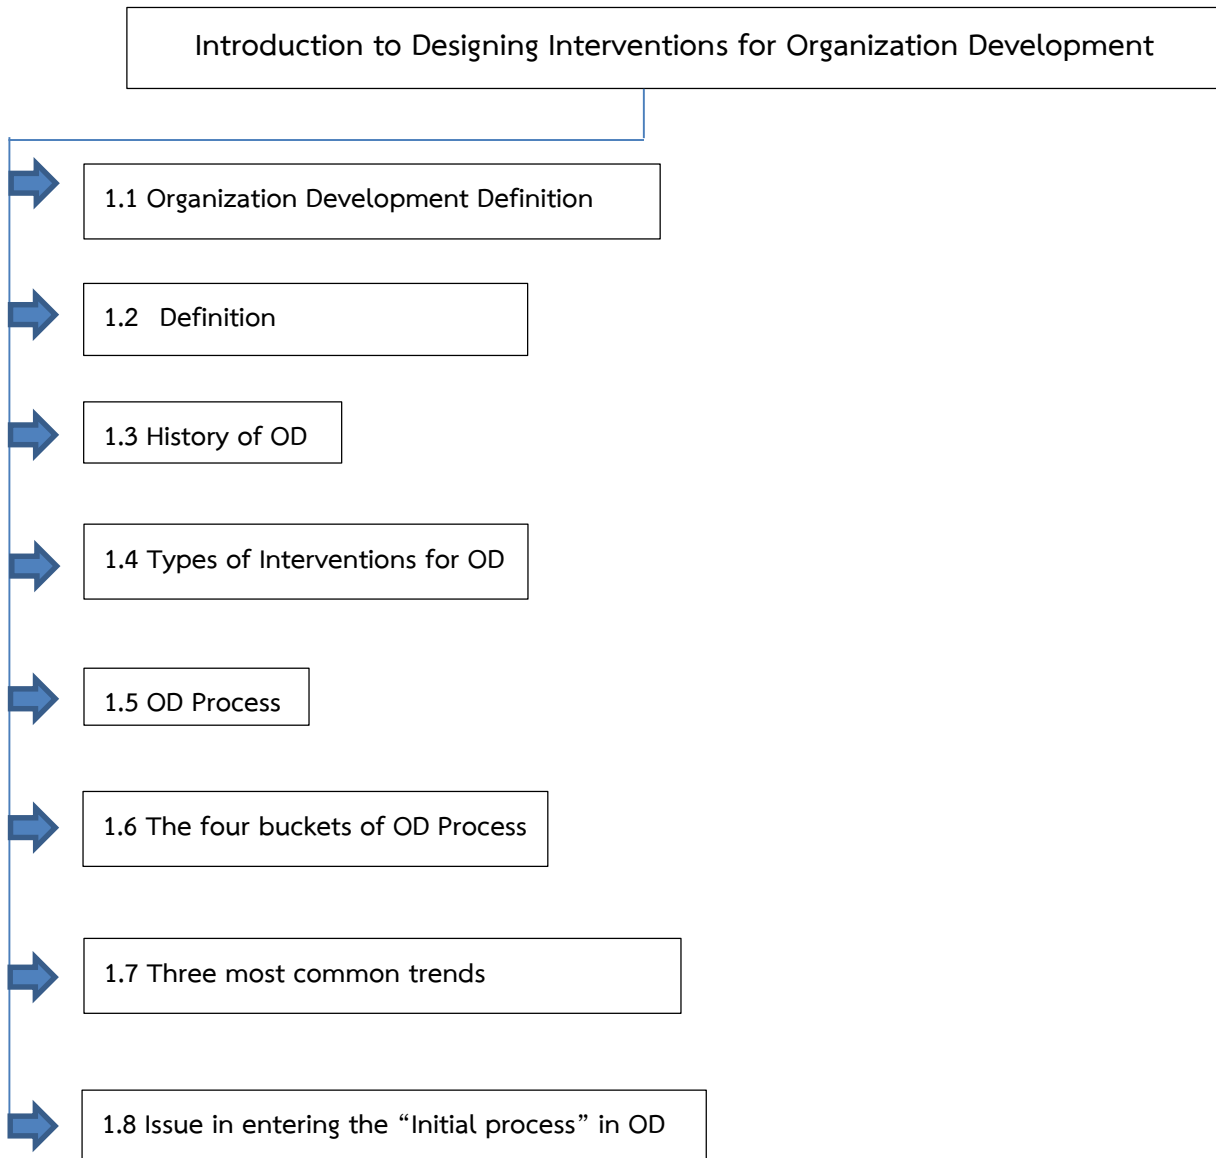 Introduction to Designing Interventions for Organization Development
1.1 Organization Development Definition
1.2 Definition
1.3 History of OD
1.4 Types of Interventions for OD
1.5 OD Process
1.6 The four buckets of OD Process
1.7 Three most common trends
1.8 Issue in entering the “Initial process” in OD